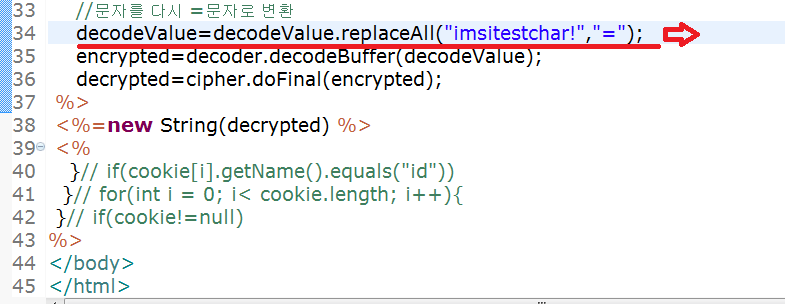 33 //문자를 다시 =문자로 변환
34 decodeValue=decodeValue.replaceAll("imsitestchar!","=");
35 encrypted=decoder.decodeBuffer(decodeValue);
36 decrypted=cipher.doFinal(encrypted);
37 %>
38 <%=new String(decrypted) %>
39 <%
40 }// if(cookie[i].getName().equals("id"))
41 }// for(int i = 0; i< cookie.length; i++){
42 }// if(cookie!=null)
43 %>
44 </body>
45 </html>